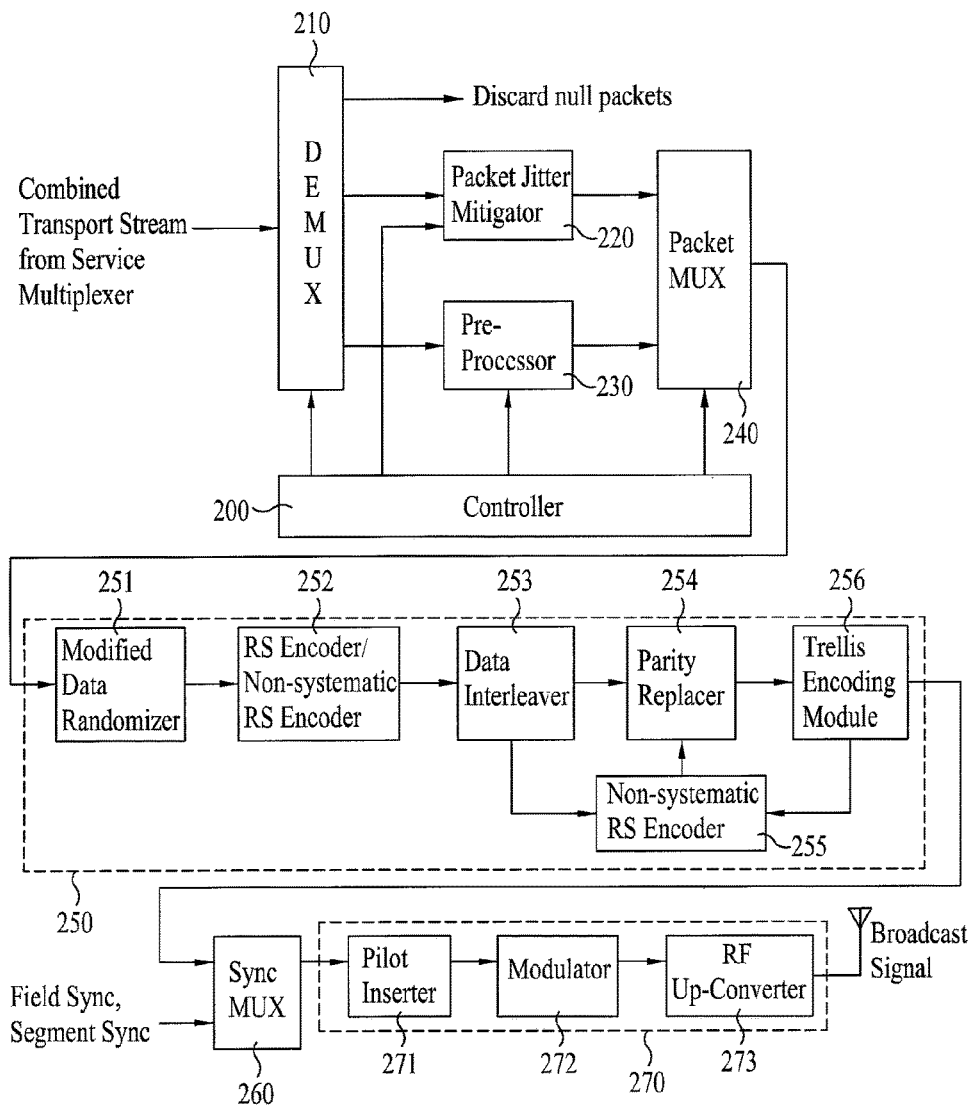 210
D
E
M
U
X
Discard null packets
Combined
Transport Stream
from Service
Multiplexer
Packet Jitter
Mitigator
220
Pre-
Processor
230
Packet
MUX
240
200
Controller
251
252
253
254
256
Modified
Data
Randomizer
RS Encoder/
Non-systematic
RS Encoder
Data
Interleaver
Parity
Replacer
Trellis
Encoding
Module
Non-systematic
RS Encoder
255
250
Sync
MUX
260
Field Sync,
Segment Sync
Pilot
Inserter
271
Modulator
272
RF
Up-Converter
273
270
Broadcast
Signal